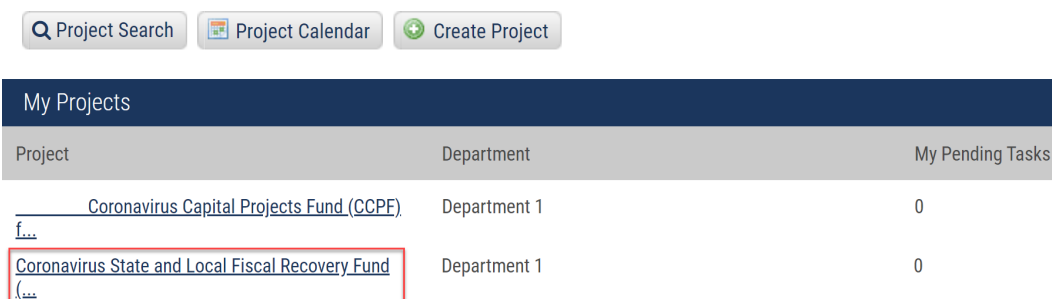 Project Search Project Calendar Create Project
My Projects
Project Department My Pending Tasks
Coronavirus Capital Projects Fund (CCPF) Department 1 0
f...
Coronavirus State and Local Fiscal Recovery Fund Department 1 0
(...